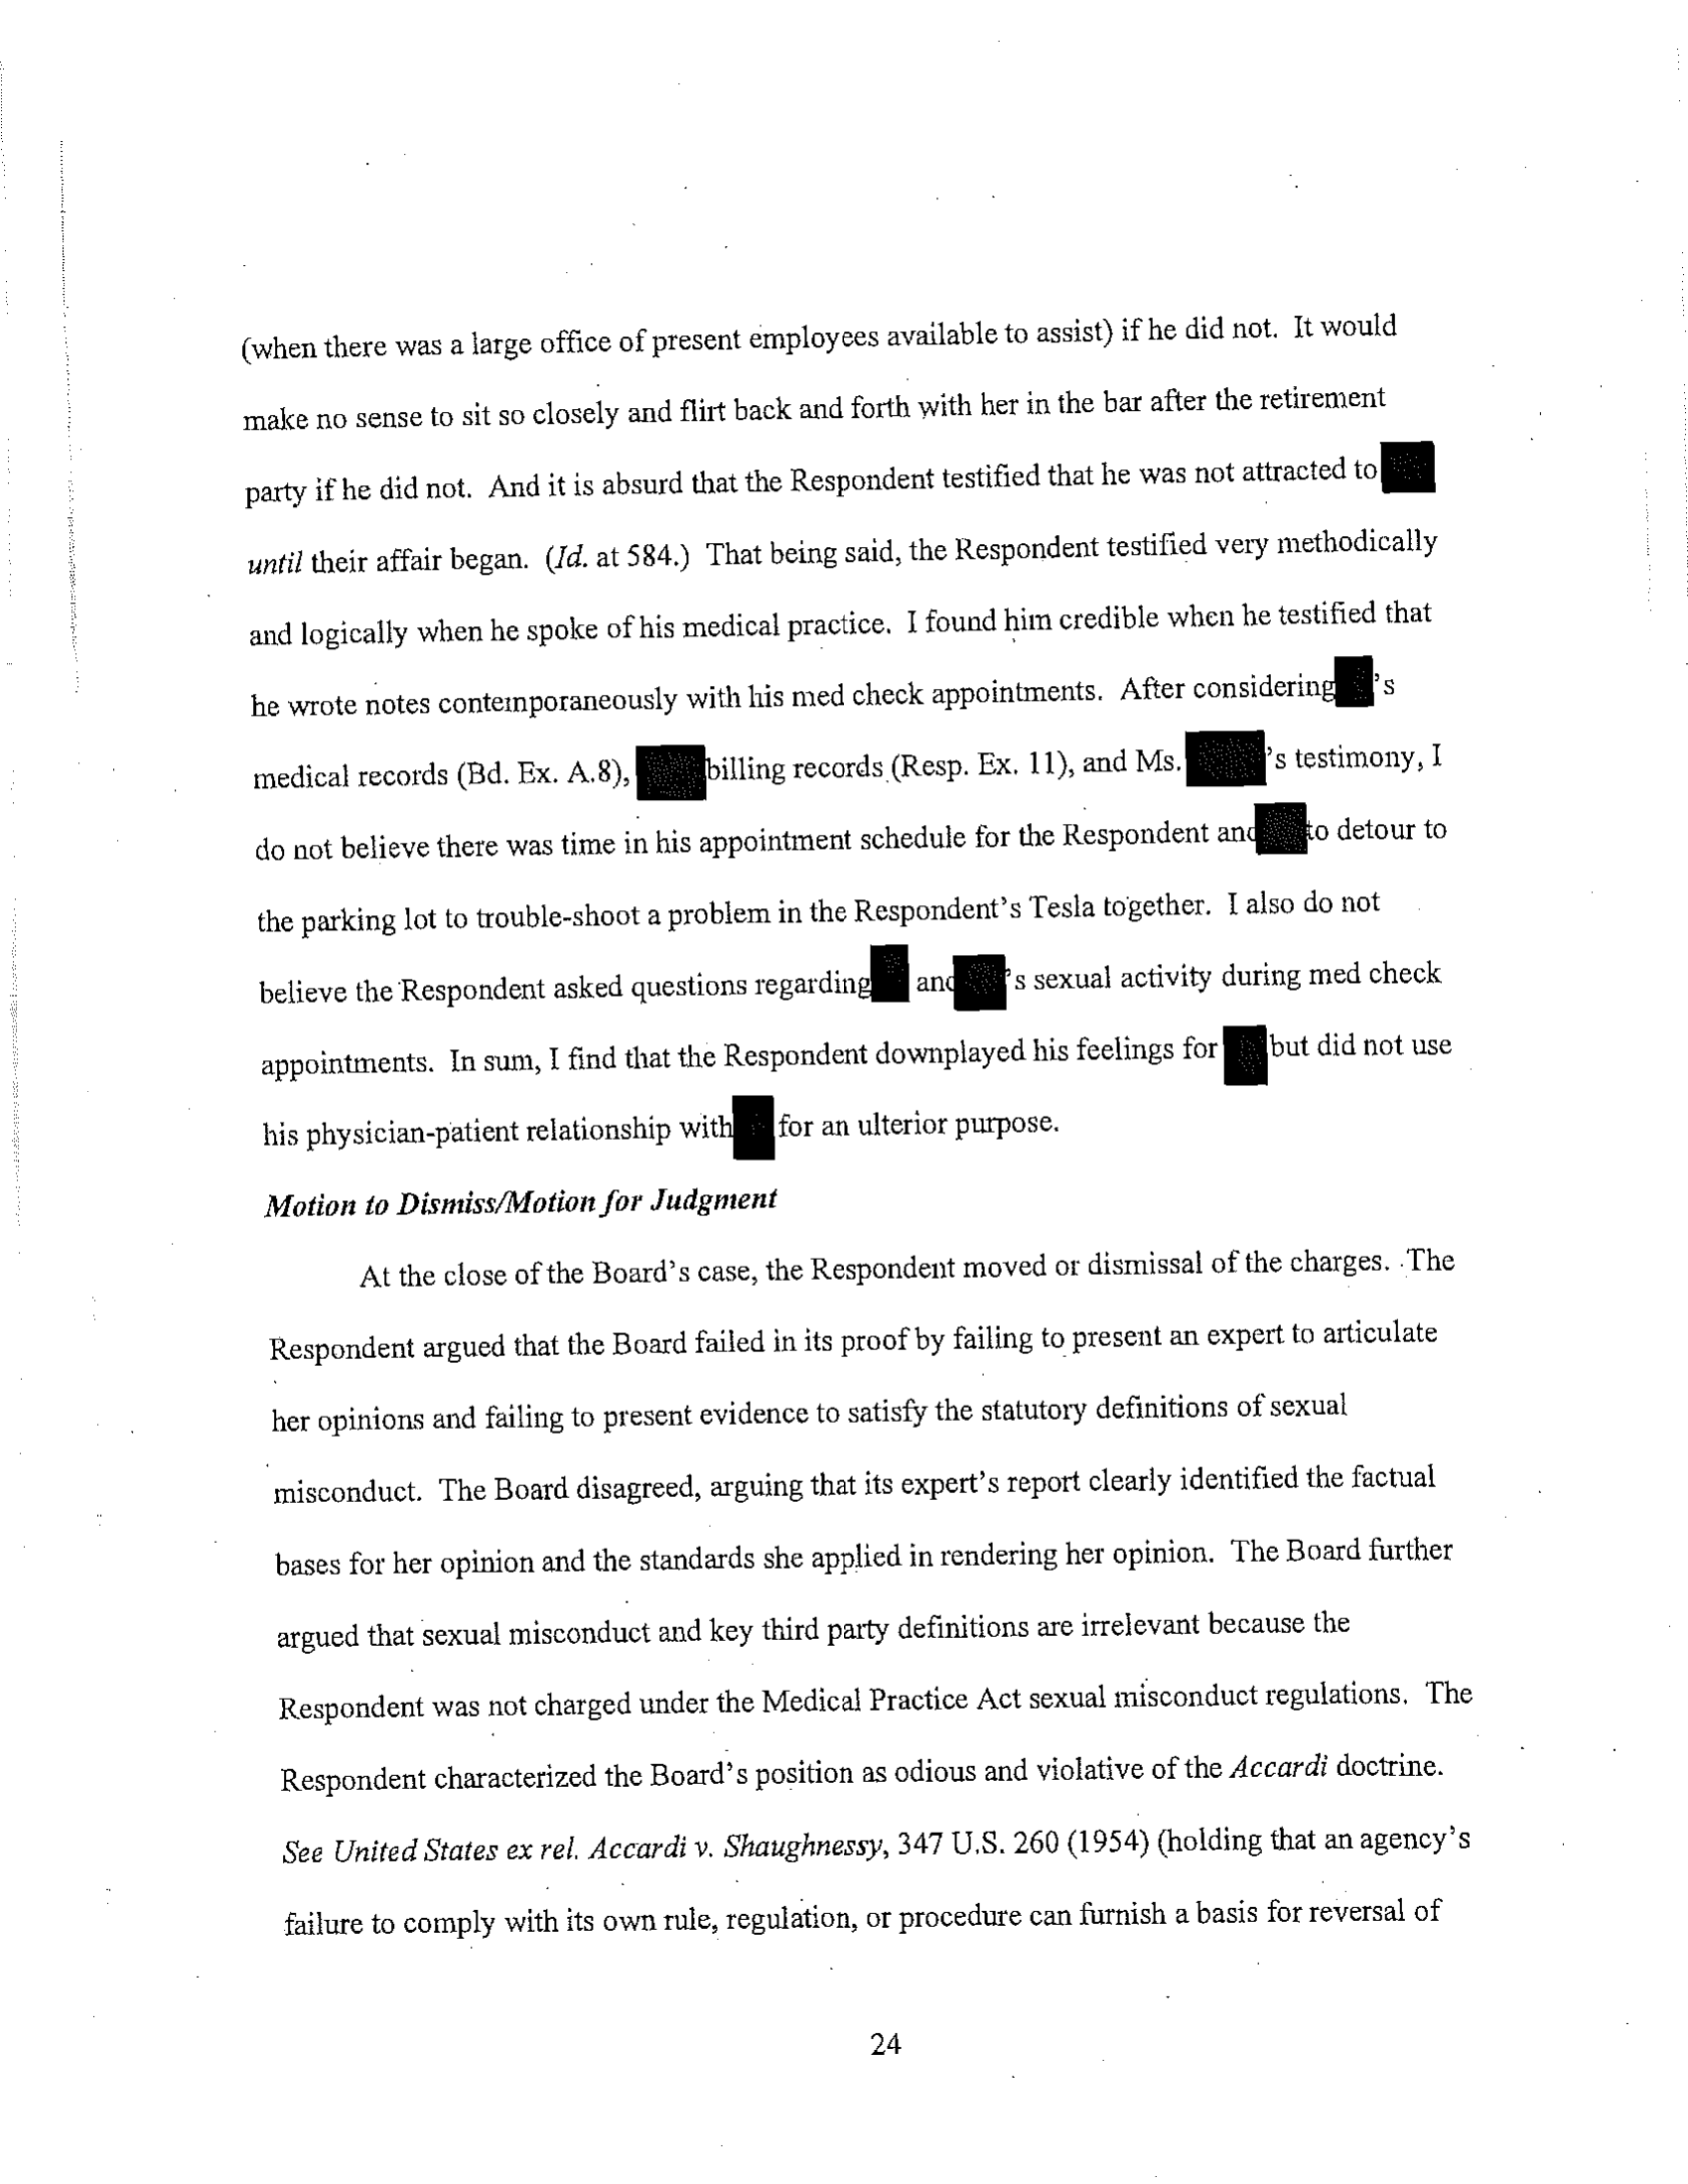 (when there was a large office of present employees available to assist) if he did not. It would
make no sense to sit so closely and flirt back and forth with her in the bar after the retirement
party if he did not. And it is absurd that the Respondent testified that he was not attracted to
until their affair began. (Id. at 584.) That being said, the Respondent testified very methodically
and logically when he spoke of his medical practice. I found him credible when he testified that
he wrote notes contemporaneously with his med check appointments. After considering 's
medical records (Bd. Ex. A.8), billing records (Resp. Ex. 11), and Ms. 's testimony, I
do not believe there was time in his appointment schedule for the Respondent and to detour to
the parking lot to trouble-shoot a problem in the Respondent's Tesla together. I also do not
believe the Respondent asked questions regarding and 's sexual activity during med check
appointments. In sum, I find that the Respondent downplayed his feelings for but did not use
his physician-patient relationship with for an ulterior purpose.
Motion to Dismiss/Motion for Judgment
At the close of the Board's case, the Respondent moved or dismissal of the charges. The
Respondent argued that the Board failed in its proof by failing to present an expert to articulate
her opinions and failing to present evidence to satisfy the statutory definitions of sexual
misconduct. The Board disagreed, arguing that its expert's report clearly identified the factual
bases for her opinion and the standards she applied in rendering her opinion. The Board further
argued that sexual misconduct and key third party definitions are irrelevant because the
Respondent was not charged under the Medical Practice Act sexual misconduct regulations. The
Respondent characterized the Board's position as odious and violative of the Accardi doctrine.
See United States ex rel. Accardi v. Shaughnessy, 347 U.S. 260 (1954) (holding that an agency's
failure to comply with its own rule, regulation, or procedure can furnish a basis for reversal of
24